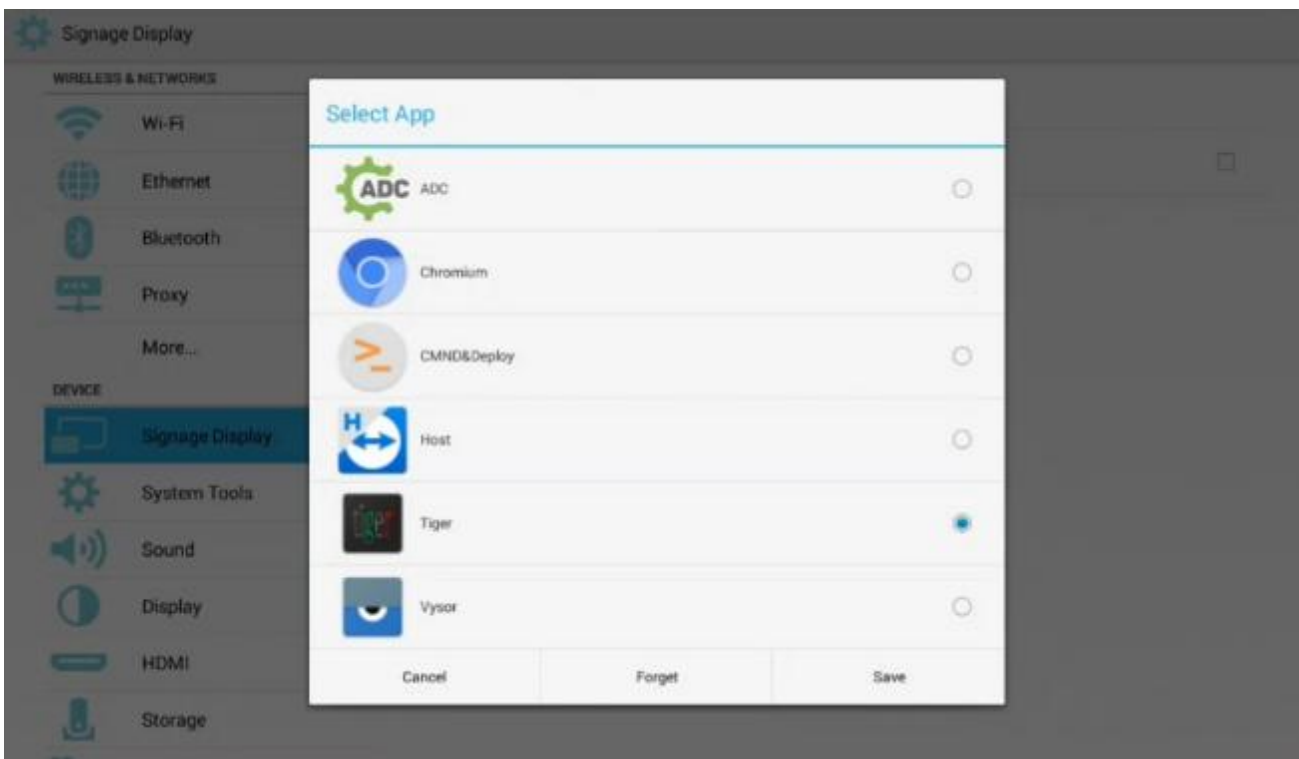 Signage Display
WIRELESS & NETWORKS
Wi-Fi
Ethernet
Bluetooth
Proxy
More...
DEVICE
Signage Display
System Tools
Sound
Display
HDMI
Storage
Select App
ADC ADC
Chromium
CMND&Deploy
H Host
Tiger Tiger
Vysor
Cancel Forget Save